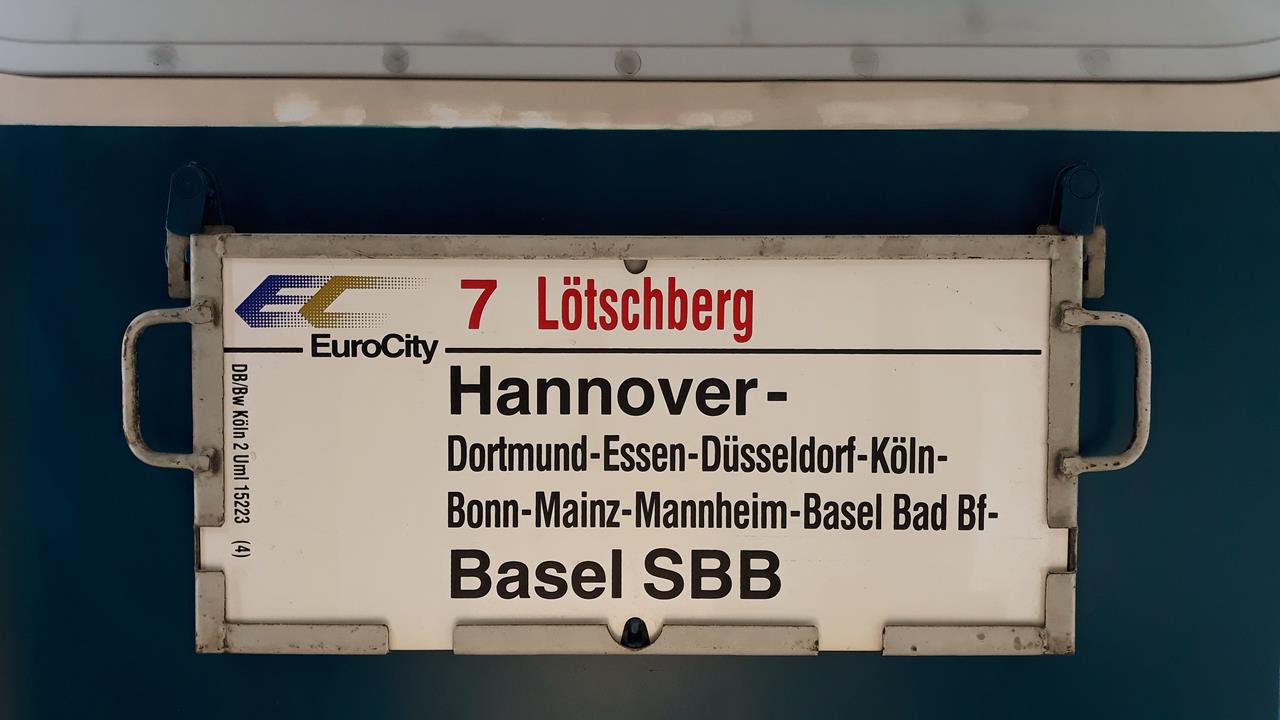 EC 7 Lötschberg
EuroCity
Hannover-
Dortmund-Essen-Düsseldorf-Köln-
Bonn-Mainz-Mannheim-Basel Bad Bf-
Basel SBB
DB/Bw Köln 2 Uml 15223 (4)